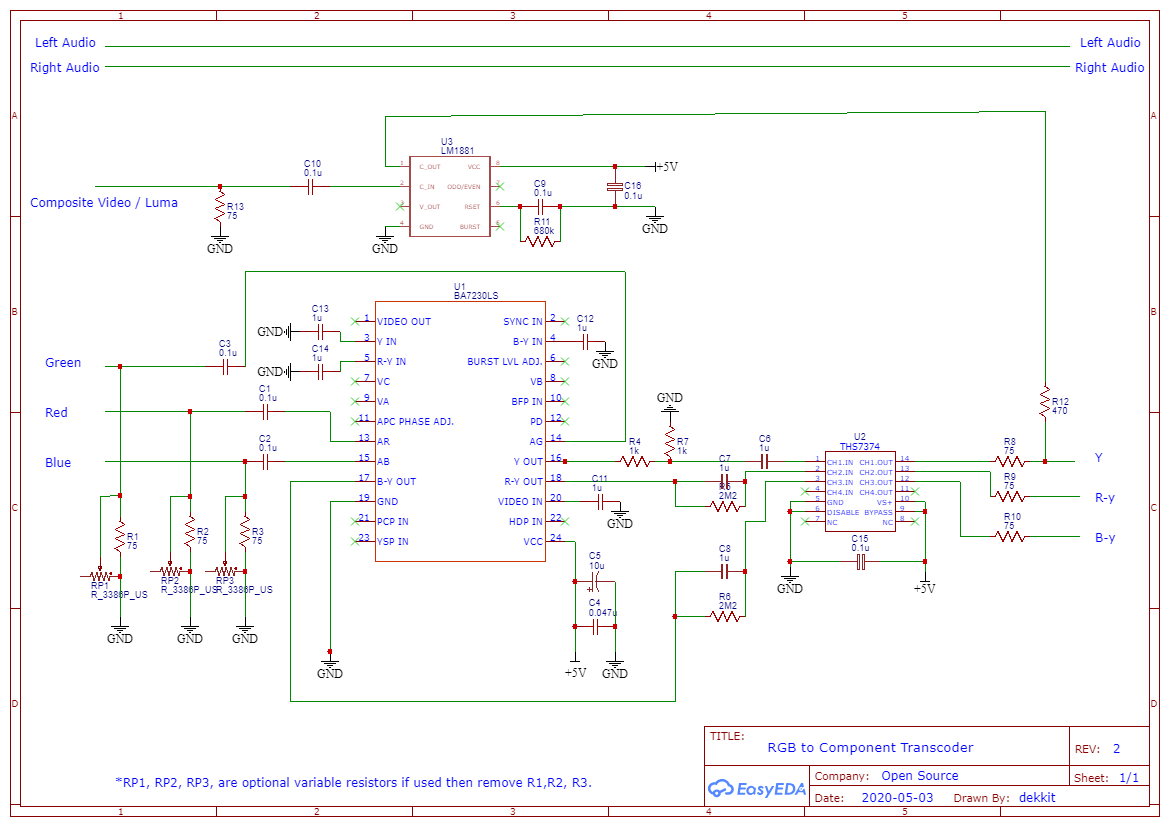 1 2 3 4 5
Left Audio Left Audio
Right Audio Right Audio
A A
U3
LM1881
C10
0.1u
1 C_OUT VCC 8 +5V
2 C_IN ODD/EVEN 7
3 V_OUT RSET 6
4 GND BURST 5
C9
0.1u
C16
0.1u
R11
680k
R13
75
Composite Video / Luma
GND GND GND
U1
BA7230LS
B B
C13
1u
GND
C14
1u
GND
C12
1u
GND
1 VIDEO OUT SYNC IN 2
3 Y IN B-Y IN 4
5 R-Y IN BURST LVL ADJ. 6
7 VC VB 8
9 VA BFP IN 10
11 APC PHASE ADJ. PD 12
13 AR AG 14
15 AB Y OUT 16
17 B-Y OUT R-Y OUT 18
19 GND VIDEO IN 20
21 PCP IN HDP IN 22
23 YSP IN VCC 24
C3
0.1u
Green
C1
0.1u
Red
C2
0.1u
Blue
GND
R4
1k
R7
1k
C6
1u
C7
1u
R5
2M2
C11
1u
GND
R12
470
U2
THS7374
1 CH1.IN CH1.OUT 14
2 CH2.IN CH2.OUT 13
3 CH3.IN CH3.OUT 12
4 CH4.IN CH4.OUT 11
5 GND VS+ 10
6 DISABLE BYPASS 9
7 NC NC 8
R8
75
Y
R9
75
R-y
R10
75
B-y
C C
C15
0.1u
GND +5V
R1
75
R2
75
R3
75
RP1
R_3386P_US
RP2
R_3386P_US
RP3
R_3386P_US
GND GND GND
C8
1u
R6
2M2
C5
10u
+
C4
0.047u
GND +5V GND
D D
TITLE:
RGB to Component Transcoder
REV: 2
EasyEDA
Company: Open Source
Sheet: 1/1
Date: 2020-05-03 Drawn By: dekkit
*RP1, RP2, RP3, are optional variable resistors if used then remove R1,R2, R3.
1 2 3 4 5